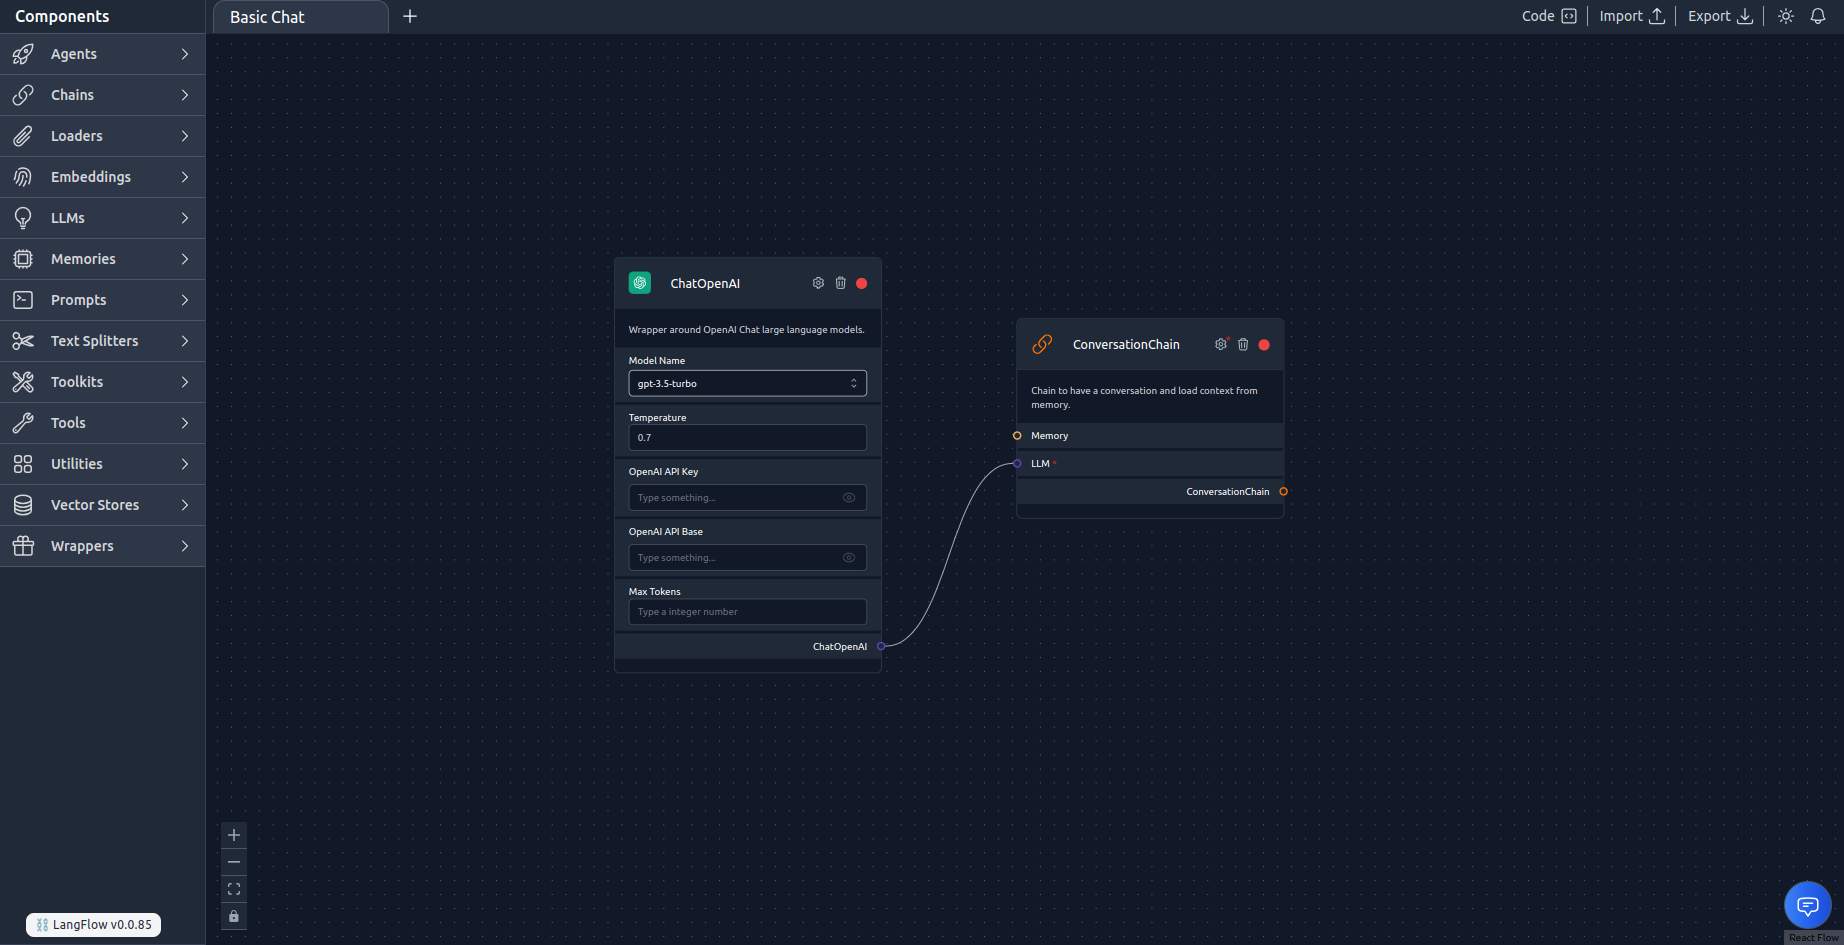 Components
Basic Chat
Code
Import
Export
Agents
Chains
Loaders
Embeddings
LLMs
Memories
Prompts
Text Splitters
Toolkits
Tools
Utilities
Vector Stores
Wrappers
LangFlow v0.0.85
ChatOpenAI
Wrapper around OpenAI Chat large language models.
Model Name
gpt-3.5-turbo
Temperature
0.7
OpenAI API Key
Type something...
OpenAI API Base
Type something...
Max Tokens
Type a integer number
ChatOpenAI
ConversationChain
Chain to have a conversation and load context from
memory.
Memory
LLM *
ConversationChain
React Flow